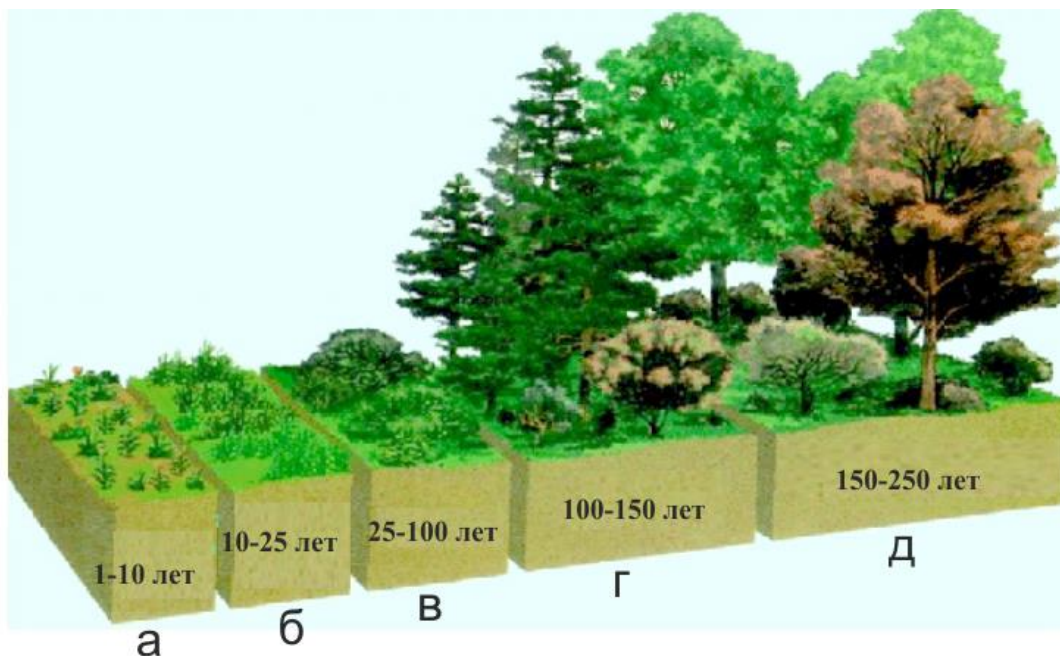 1-10 лет
10-25 лет
25-100 лет
100-150 лет
150-250 лет
а
б
в
г
д